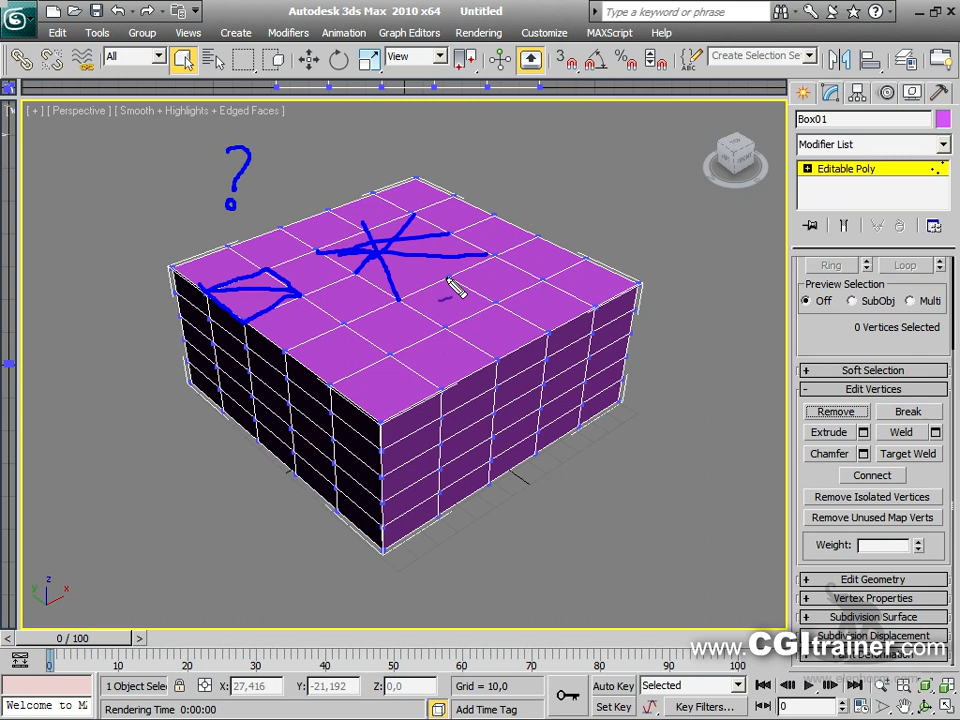 Autodesk 3ds Max 2010 x64 Untitled
Type a keyword or phrase
Edit Tools Group Views Create Modifiers Animation Graph Editors Rendering Customize MAXScript Help
All
View
3
ABC
Create Selection Se
[ + ] [ Perspective ] [ Smooth + Highlights + Edged Faces ]
?
TOP
FRONT
Box01
Modifier List
Editable Poly
Ring Loop
Preview Selection
Off SubObj Multi
0 Vertices Selected
+ Soft Selection
- Edit Vertices
Remove Break
Extrude Weld
Chamfer Target Weld
Connect
Remove Isolated Vertices
Remove Unused Map Verts
Weight:
+ Edit Geometry
+ Vertex Properties
+ Subdivision Surface
+ Subdivision Displacement
www.CGItrainer.com
z
y x
< 0 / 100 >
0 10 20 30 40 50 60 70 80 90 100
1 Object Selec X: 27,416 Y: -21,192 Z: 0,0 Grid = 10,0 Auto Key Selected
Welcome to M
Rendering Time 0:00:00 Add Time Tag Set Key Key Filters... 0